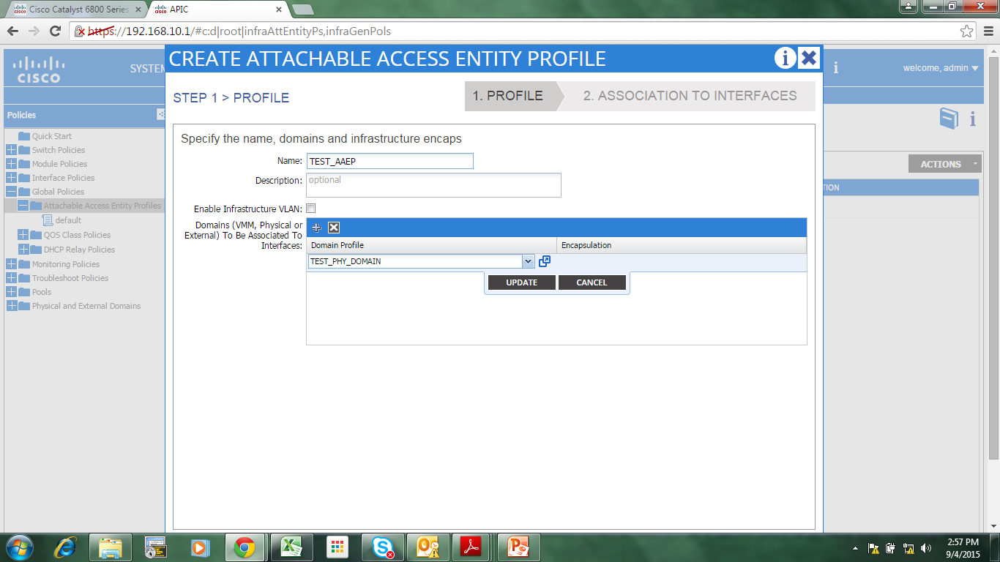 Cisco Catalyst 6800 Series
APIC
https://192.168.10.1/#c:d|root|infraAttEntityPs,infraGenPols
CISCO
SYSTEM
welcome, admin
CREATE ATTACHABLE ACCESS ENTITY PROFILE
STEP 1 > PROFILE
1. PROFILE
2. ASSOCIATION TO INTERFACES
Policies
Quick Start
Switch Policies
Module Policies
Interface Policies
Global Policies
Attachable Access Entity Profiles
default
QOS Class Policies
DHCP Relay Policies
Monitoring Policies
Troubleshoot Policies
Pools
Physical and External Domains
Specify the name, domains and infrastructure encaps
Name: TEST_AAEP
Description: optional
Enable Infrastructure VLAN:
Domains (VMM, Physical or
External) To Be Associated To
Interfaces:
Domain Profile
Encapsulation
TEST_PHY_DOMAIN
UPDATE
CANCEL
ACTIONS
TION
2:57 PM
9/4/2015